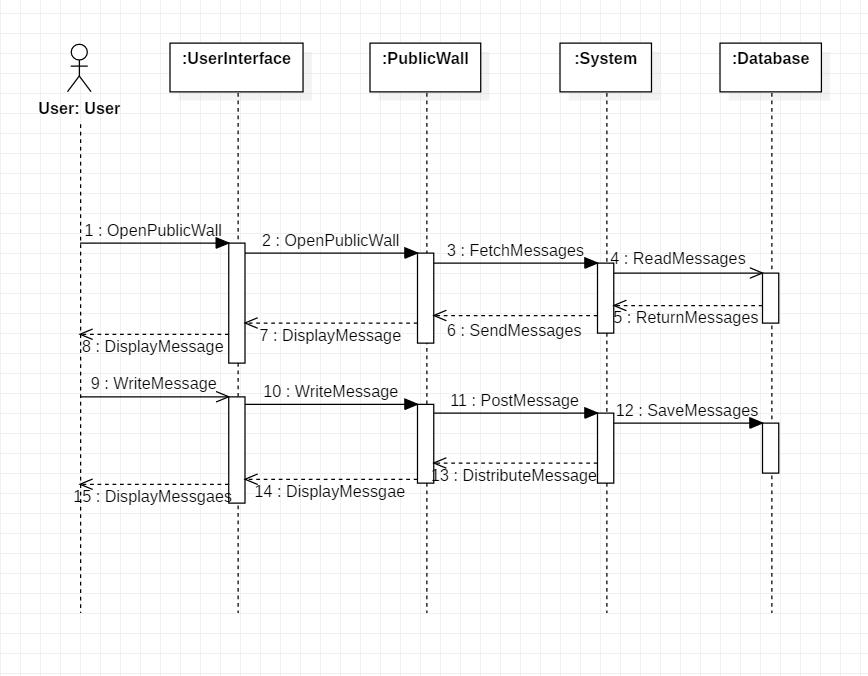 :UserInterface
:PublicWall
:System
:Database
User: User
1 : OpenPublicWall
2 : OpenPublicWall
3 : FetchMessages
4 : ReadMessages
5 : ReturnMessages
6 : SendMessages
7 : DisplayMessage
8 : DisplayMessage
9 : WriteMessage
10 : WriteMessage
11 : PostMessage
12 : SaveMessages
13 : DistributeMessage
14 : DisplayMessgae
15 : DisplayMessgaes